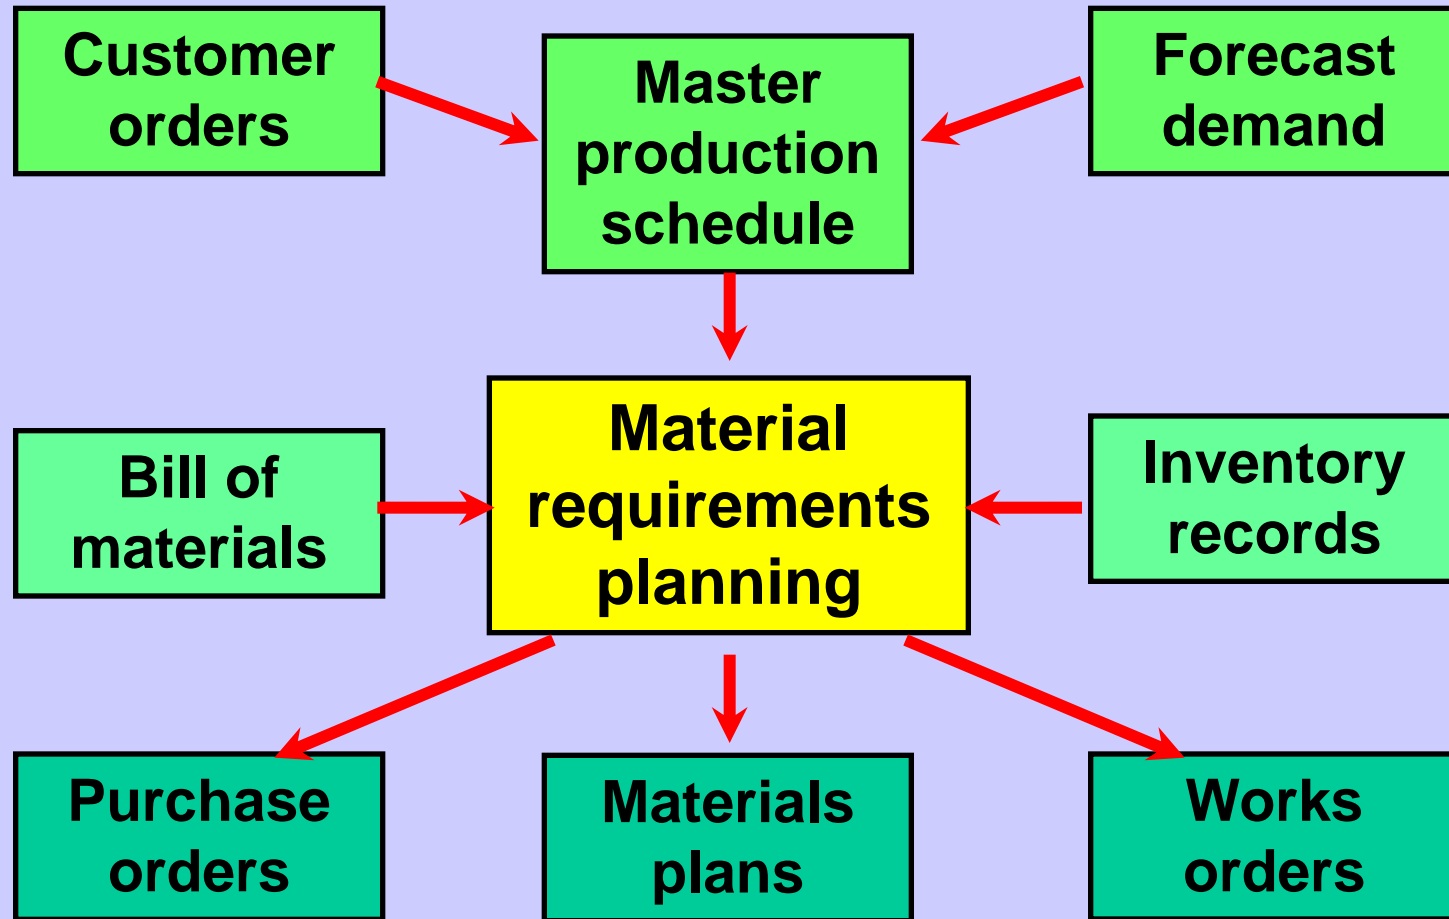 Customer
orders
Master
production
schedule
Forecast
demand
Bill of
materials
Material
requirements
planning
Inventory
records
Purchase
orders
Materials
plans
Works
orders